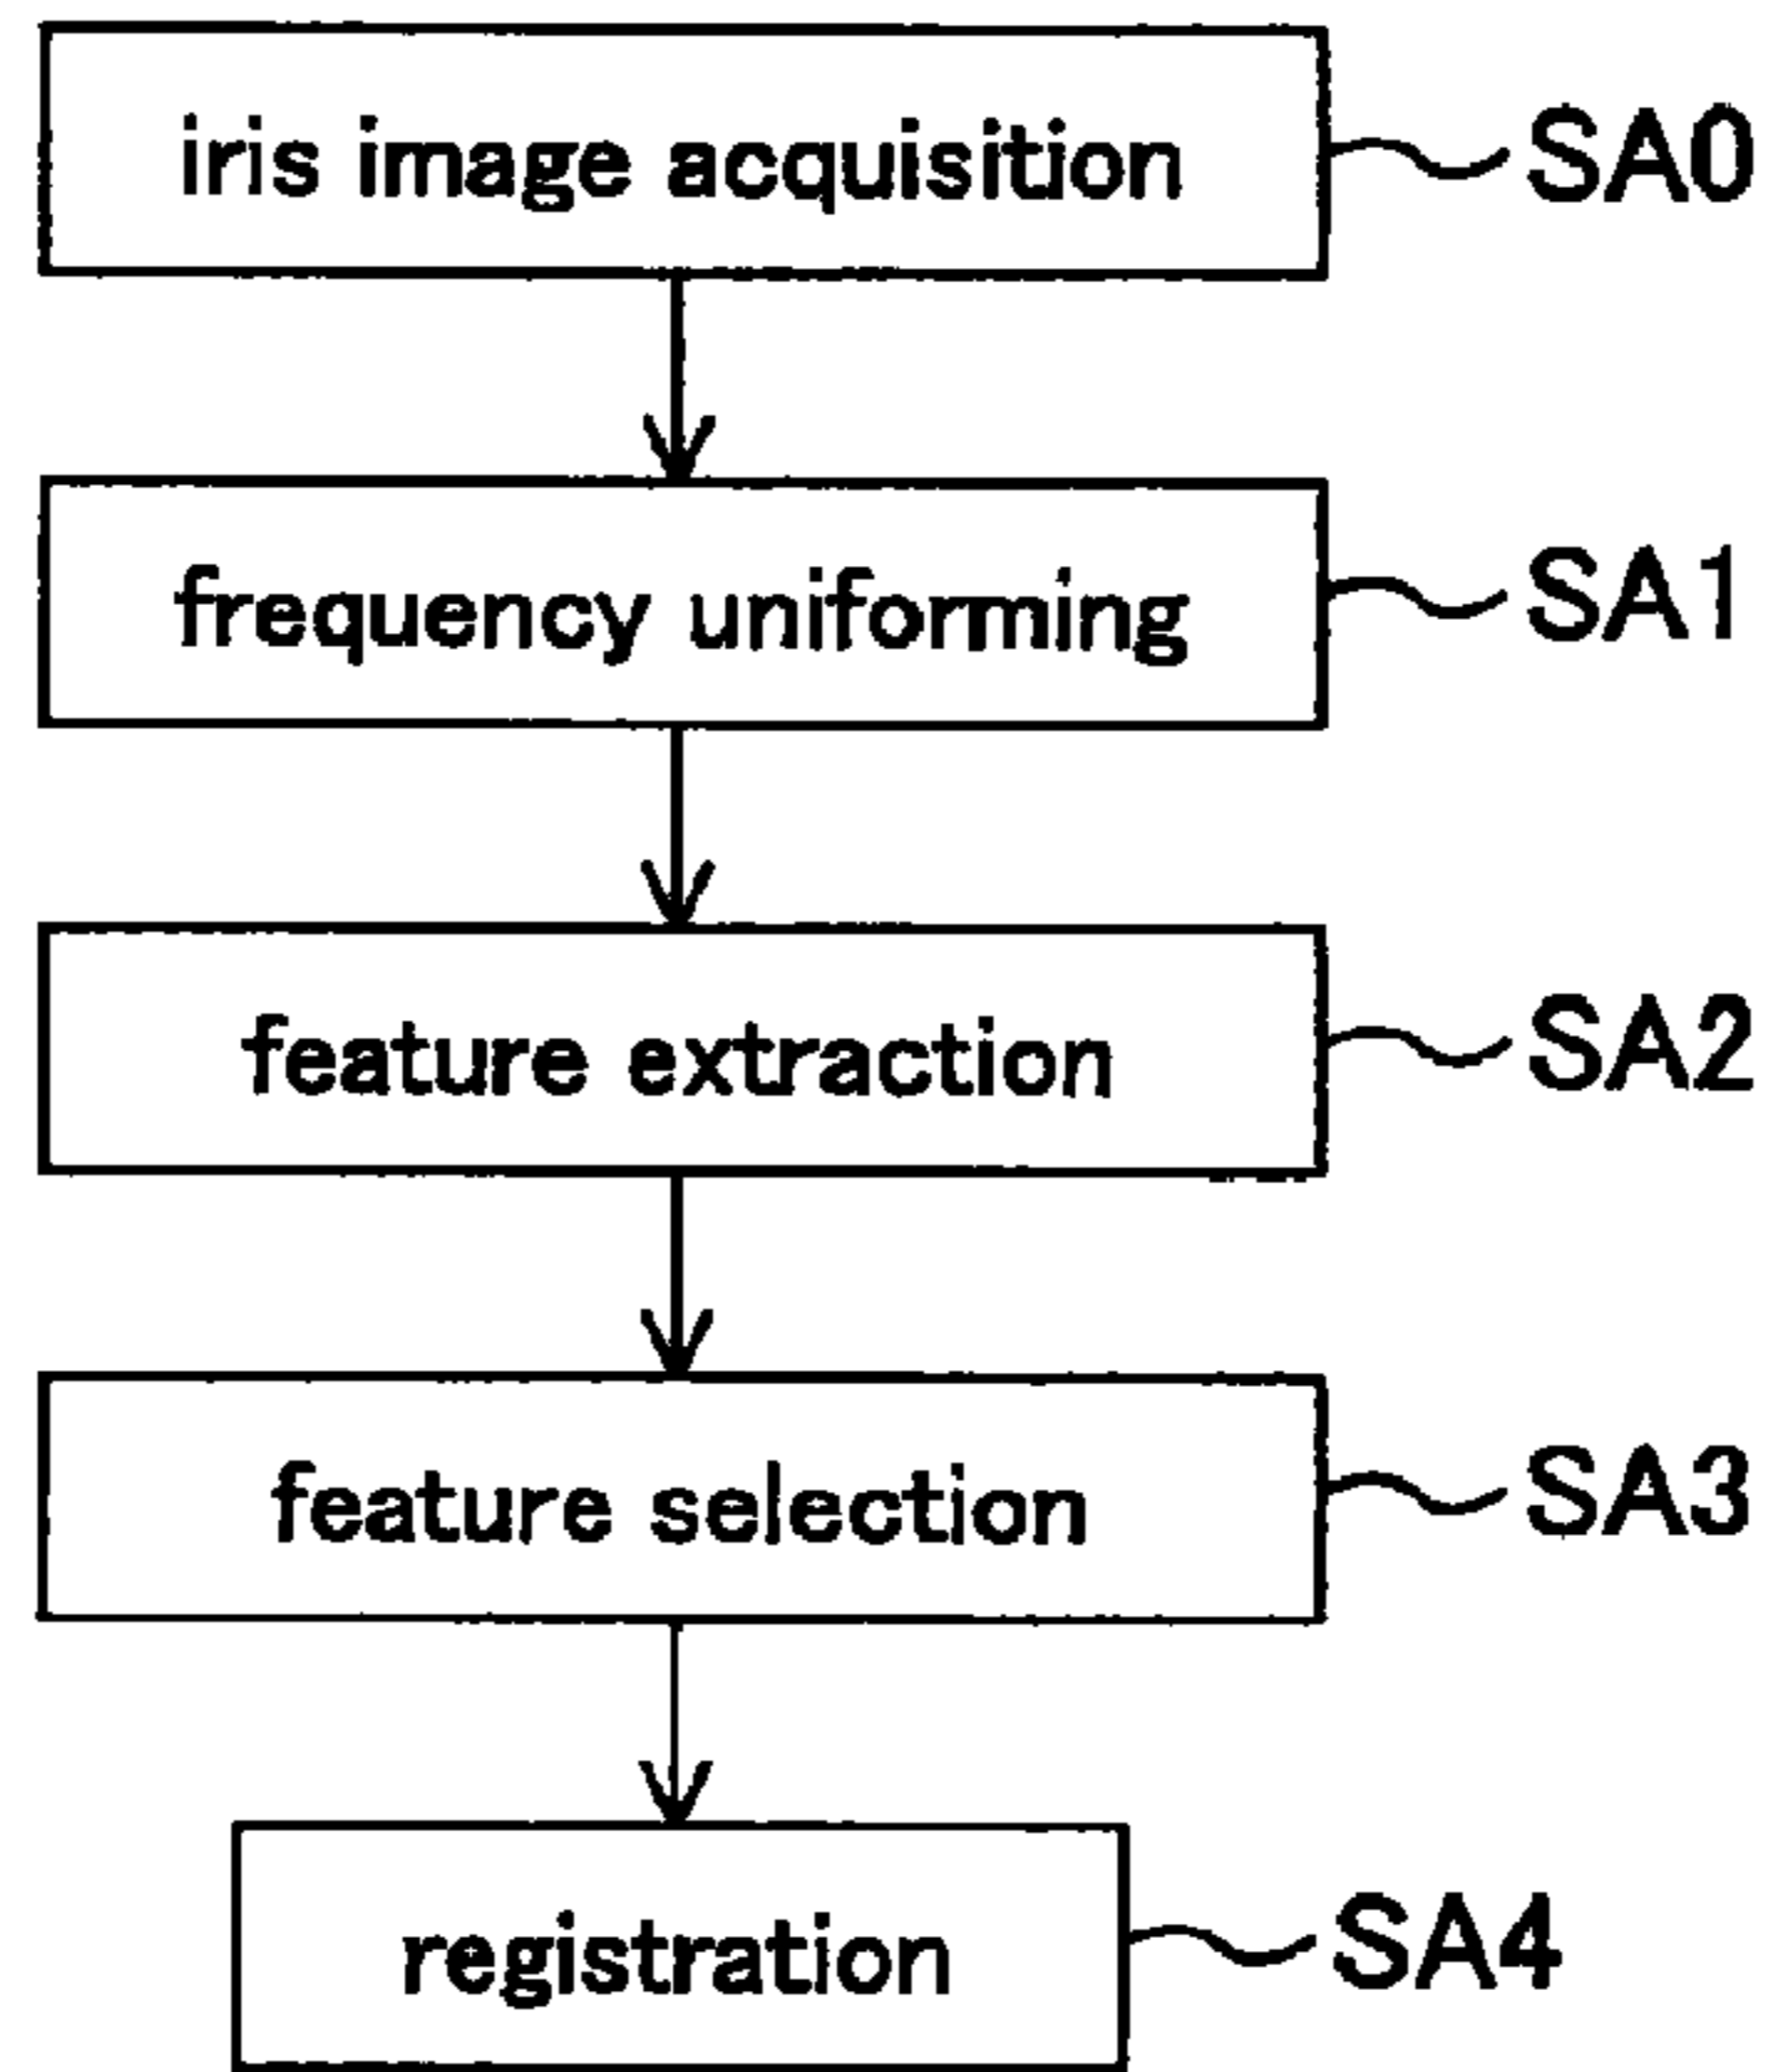 iris image acquisition SA0
frequency uniforming SA1
feature extraction SA2
feature selection SA3
registration SA4